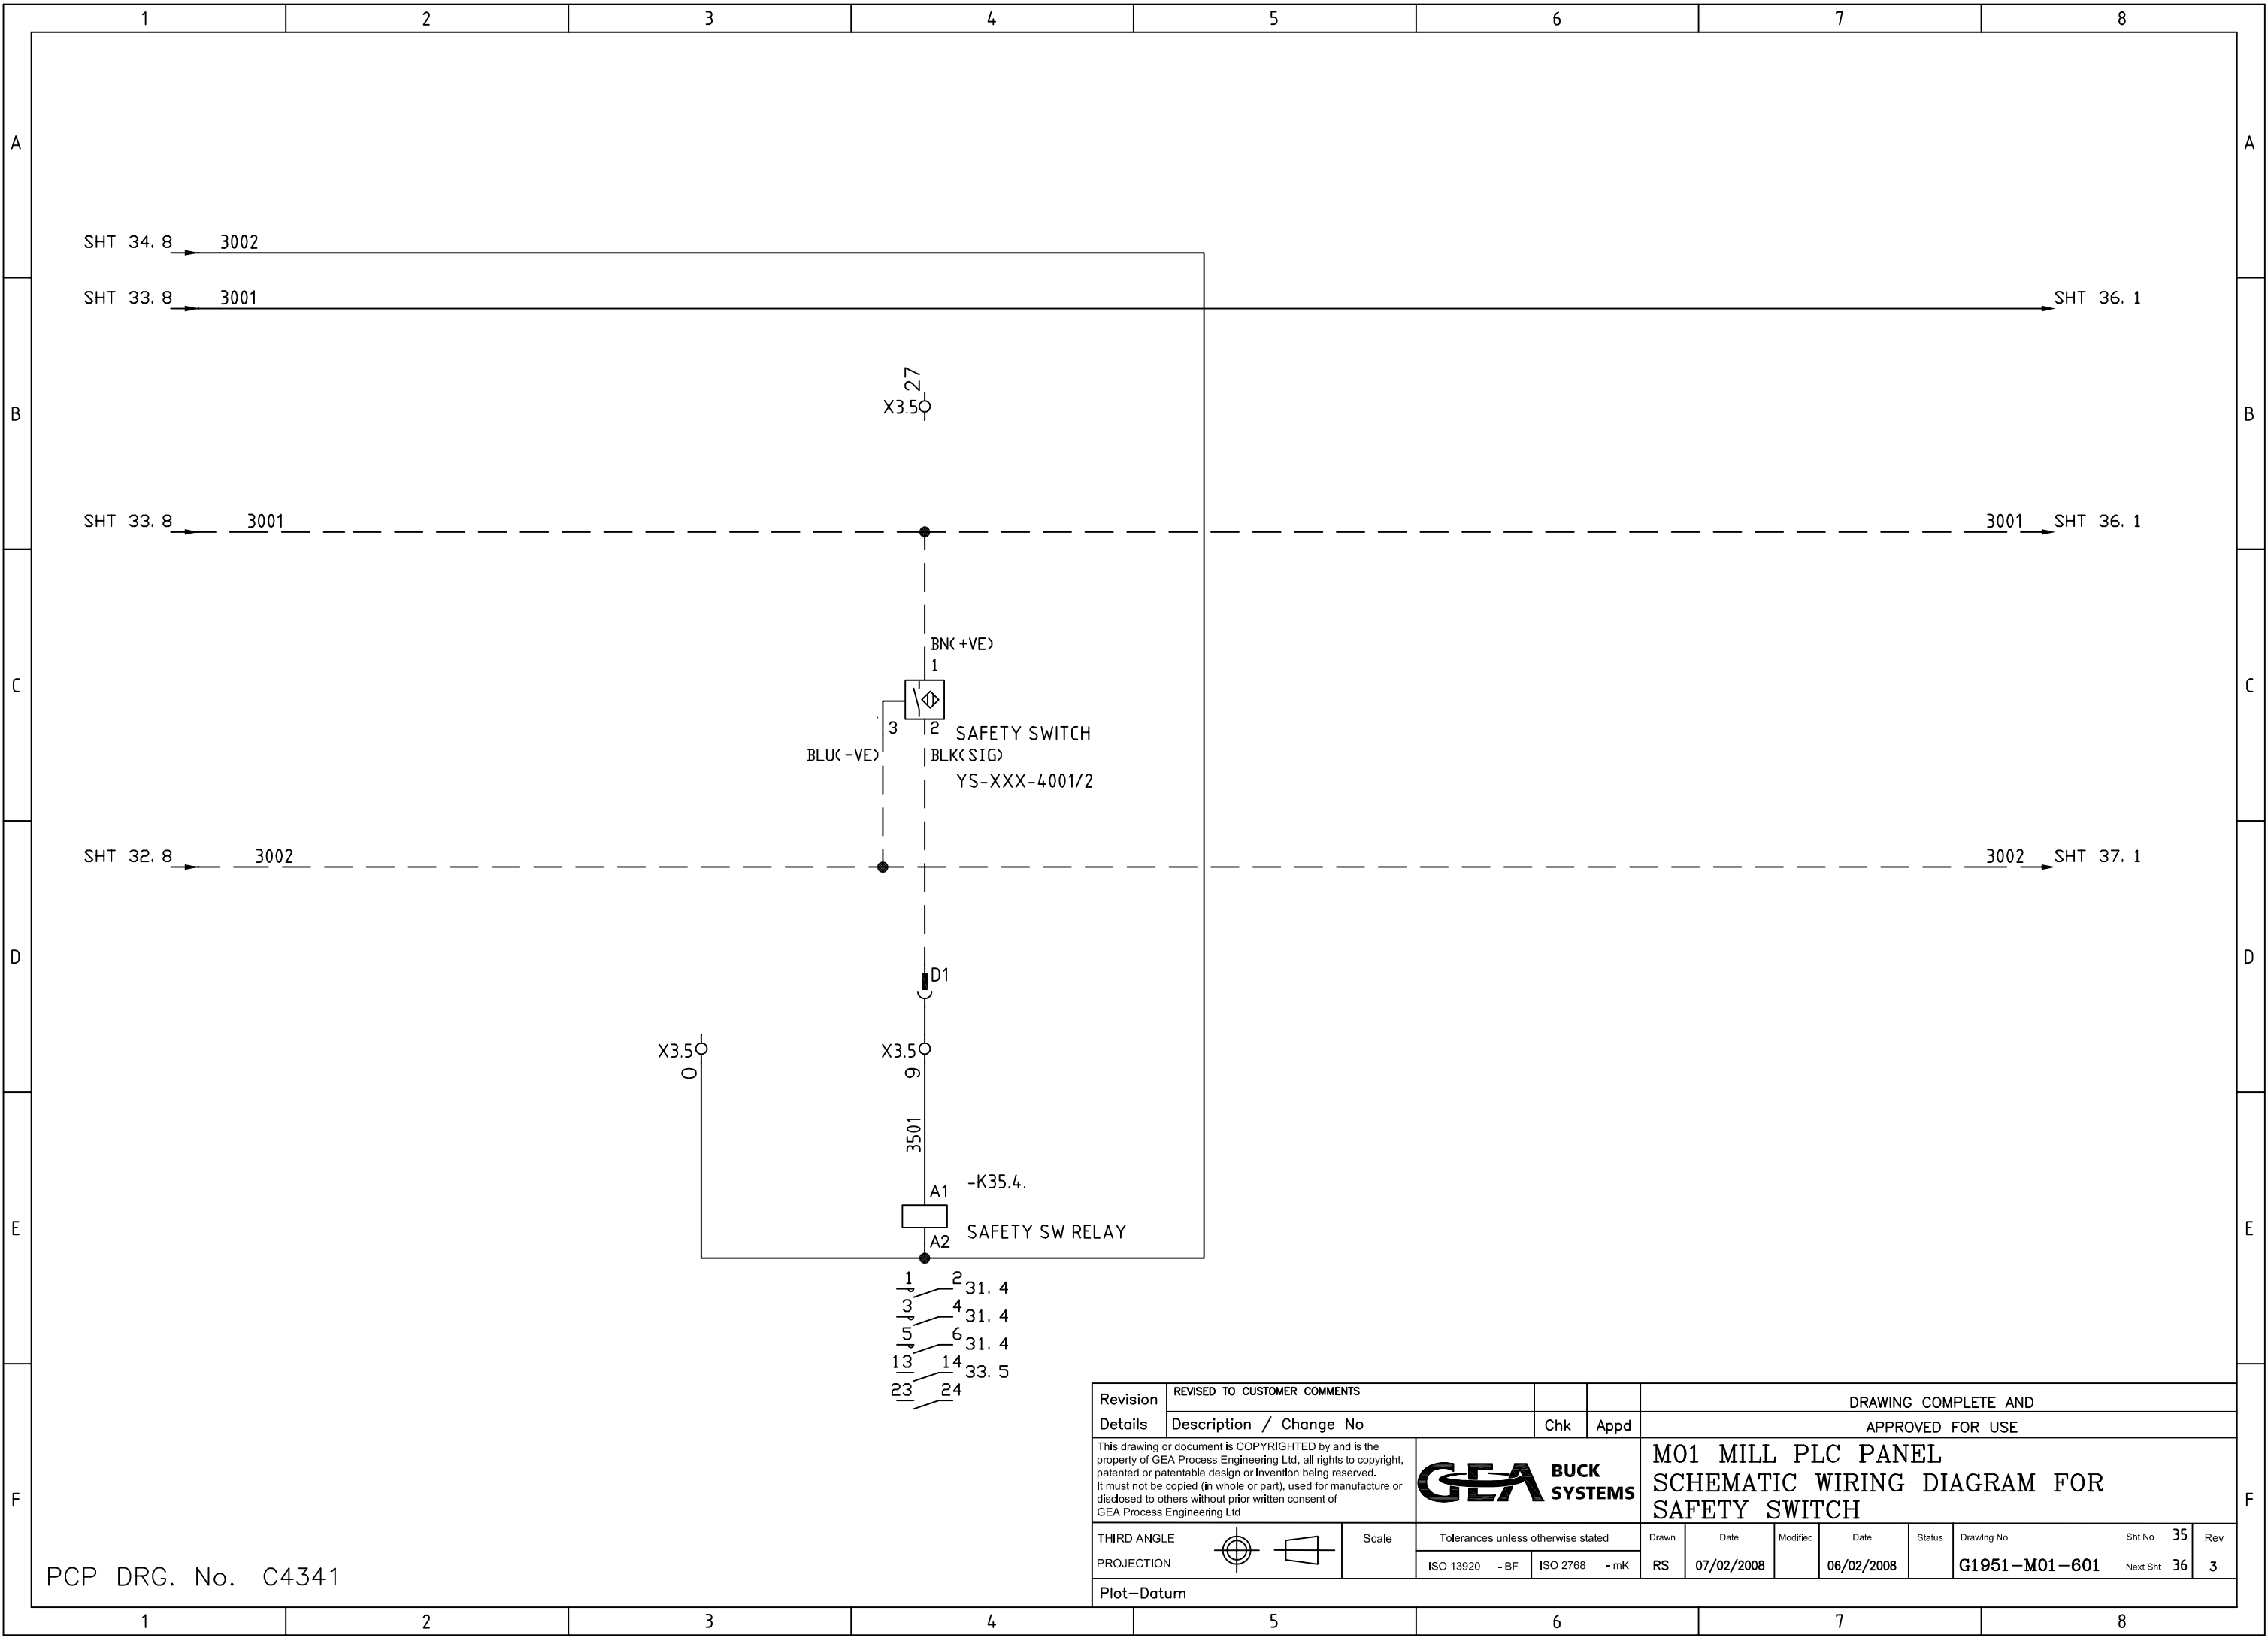 1 2 3 4 5 6 7 8
A A
SHT 34. 8 3002
SHT 33. 8 3001 SHT 36. 1
27
X3.5
B B
SHT 33. 8 3001 3001 SHT 36. 1
BN(+VE)
1
C C
3 2 SAFETY SWITCH
BLU(-VE) BLK(SIG)
YS-XXX-4001/2
SHT 32. 8 3002 3002 SHT 37. 1
D D
D1
X3.5 X3.5
0 9
3501
A1 -K35.4.
E E
SAFETY SW RELAY
A2
1 2 31. 4
3 4 31. 4
5 6 31. 4
13 14 33. 5
23 24
Revision REVISED TO CUSTOMER COMMENTS DRAWING COMPLETE AND
Details Description / Change No Chk Appd APPROVED FOR USE
This drawing or document is COPYRIGHTED by and is the
property of GEA Process Engineering Ltd, all rights to copyright,
patented or patentable design or invention being reserved.
It must not be copied (in whole or part), used for manufacture or
disclosed to others without prior written consent of
GEA Process Engineering Ltd
GEA BUCK
SYSTEMS
M01 MILL PLC PANEL
SCHEMATIC WIRING DIAGRAM FOR
SAFETY SWITCH
F F
THIRD ANGLE
PROJECTION
Scale
Tolerances unless otherwise stated
ISO 13920 -BF ISO 2768 -mK
Drawn Date Modified Date Status Drawing No Sht No 35 Rev
RS 07/02/2008 06/02/2008 G1951-M01-601 Next Sht 36 3
Plot-Datum
PCP DRG. No. C4341
1 2 3 4 5 6 7 8